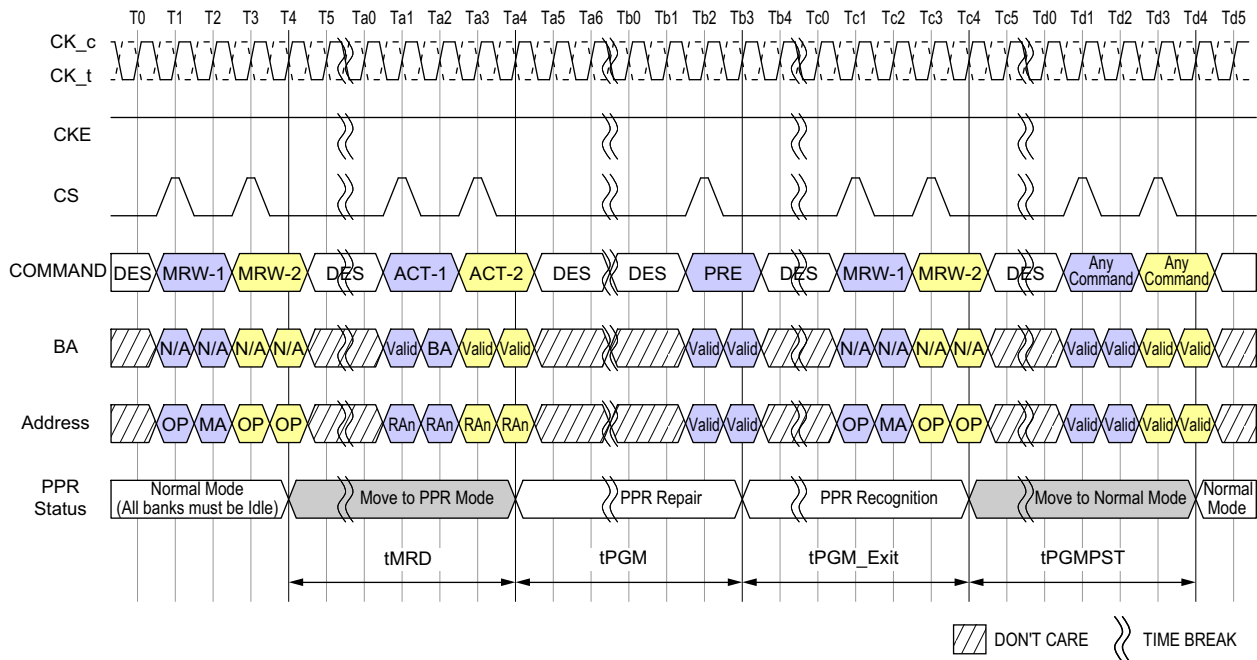 T0 T1 T2 T3 T4 T5 Ta0 Ta1 Ta2 Ta3 Ta4 Ta5 Ta6 Tb0 Tb1 Tb2 Tb3 Tb4 Tc0 Tc1 Tc2 Tc3 Tc4 Tc5 Td0 Td1 Td2 Td3 Td4 Td5
CK_c
CK_t
CKE
CS
COMMAND DES MRW-1 MRW-2 DES ACT-1 ACT-2 DES DES PRE DES MRW-1 MRW-2 DES Any Command Any Command
BA N/A N/A N/A N/A Valid BA Valid Valid Valid Valid N/A N/A N/A N/A Valid Valid Valid Valid
Address OP MA OP OP RAn RAn RAn RAn Valid Valid OP MA OP OP Valid Valid Valid Valid
PPR Status Normal Mode (All banks must be Idle) Move to PPR Mode PPR Repair PPR Recognition Move to Normal Mode Normal Mode
tMRD tPGM tPGM_Exit tPGMPST
DON'T CARE TIME BREAK